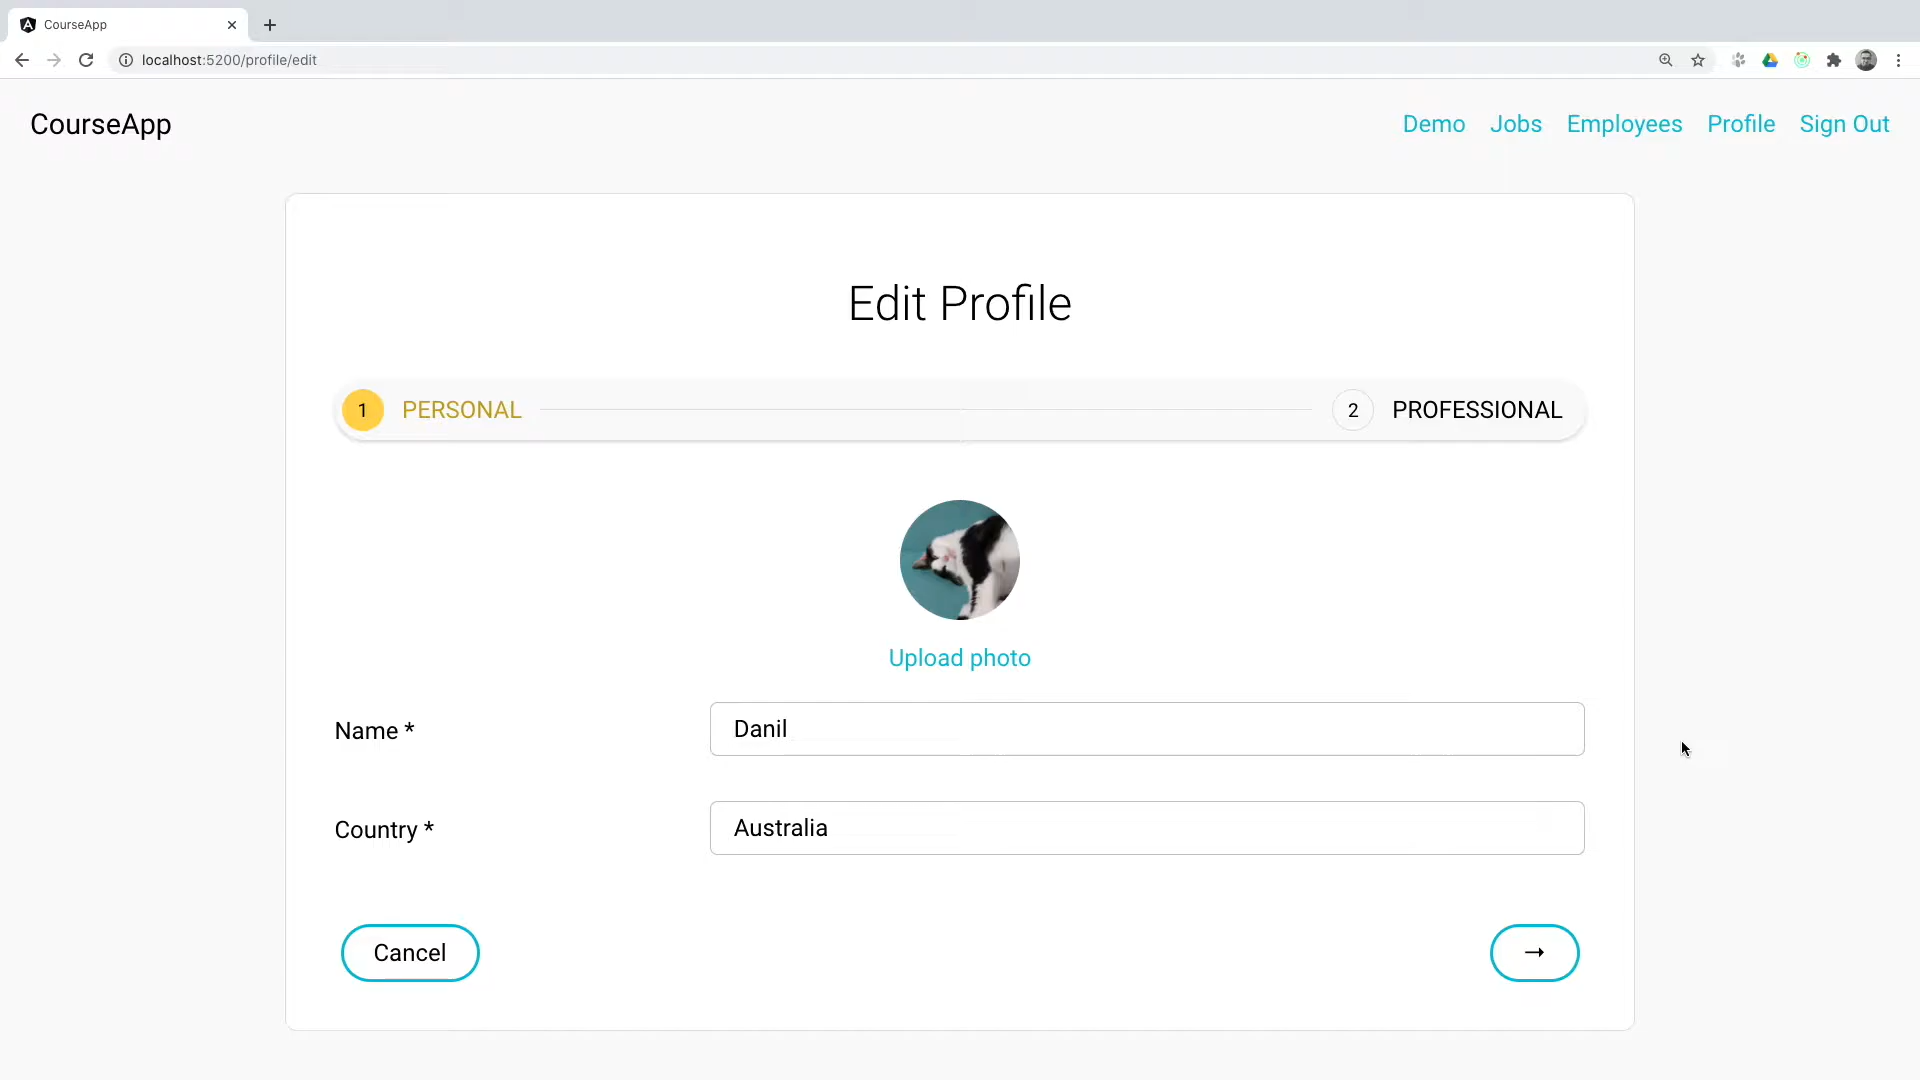 CourseApp
localhost:5200/profile/edit
CourseApp
Demo Jobs Employees Profile Sign Out
Edit Profile
1 PERSONAL 2 PROFESSIONAL
Upload photo
Name * Danil
Country * Australia
Cancel →